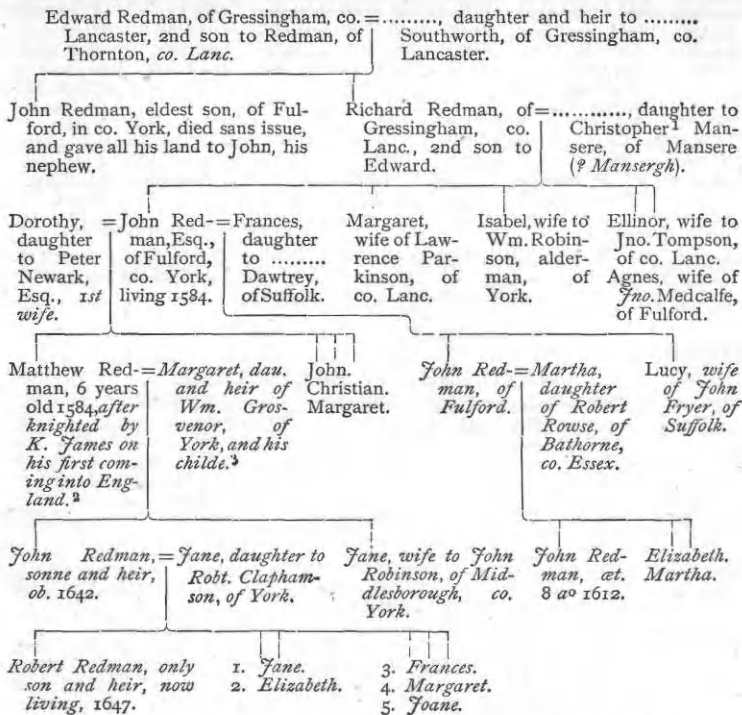 Edward Redman, of Gressingham, co. = ........., daughter and heir to .........
Lancaster, 2nd son to Redman, of
Thornton, co. Lanc.
Southworth, of Gressingham, co.
Lancaster.
John Redman, eldest son, of Ful-
ford, in co. York, died sans issue,
and gave all his land to John, his
nephew.
Richard Redman, of =
Gressingham, co.
Lanc., 2nd son to
Edward.
............, daughter to
Christopher¹ Man-
sere, of Mansere
(? Mansergh).
Dorothy, =
daughter
to Peter
Newark,
Esq., 1st
wife.
John Red- =
man, Esq.,
of Fulford,
co. York,
living 1584.
Frances,
daughter
to .........
Dawtrey,
of Suffolk.
Margaret,
wife of Law-
rence Par-
kinson, of
co. Lanc.
Isabel, wife to
Wm. Robin-
son, alder-
man, of
York.
Ellinor, wife to
Jno. Tompson,
of co. Lanc.
Agnes, wife of
Jno. Medcalfe,
of Fulford.
Matthew Red- =
man, 6 years
old 1584, after
knighted by
K. James on
his first com-
ing into Eng-
land.²
Margaret, dau.
and heir of
Wm. Gros-
venor, of
York, and his
childe.³
John.
Christian.
Margaret.
John Red- =
man, of
Fulford.
Martha,
daughter
of Robert
Rowse, of
Bathorne,
co. Essex.
Lucy, wife
of John
Fryer, of
Suffolk.
John Redman, =
sonne and heir,
ob. 1642.
Jane, daughter to
Robt. Clapham-
son, of York.
Jane, wife to John
Robinson, of Mid-
dlesborough, co.
York.
John Red-
man, æt.
8 aº 1612.
Elizabeth.
Martha.
Robert Redman, only
son and heir, now
living, 1647.
1. Jane.
2. Elizabeth.
3. Frances.
4. Margaret.
5. Joane.